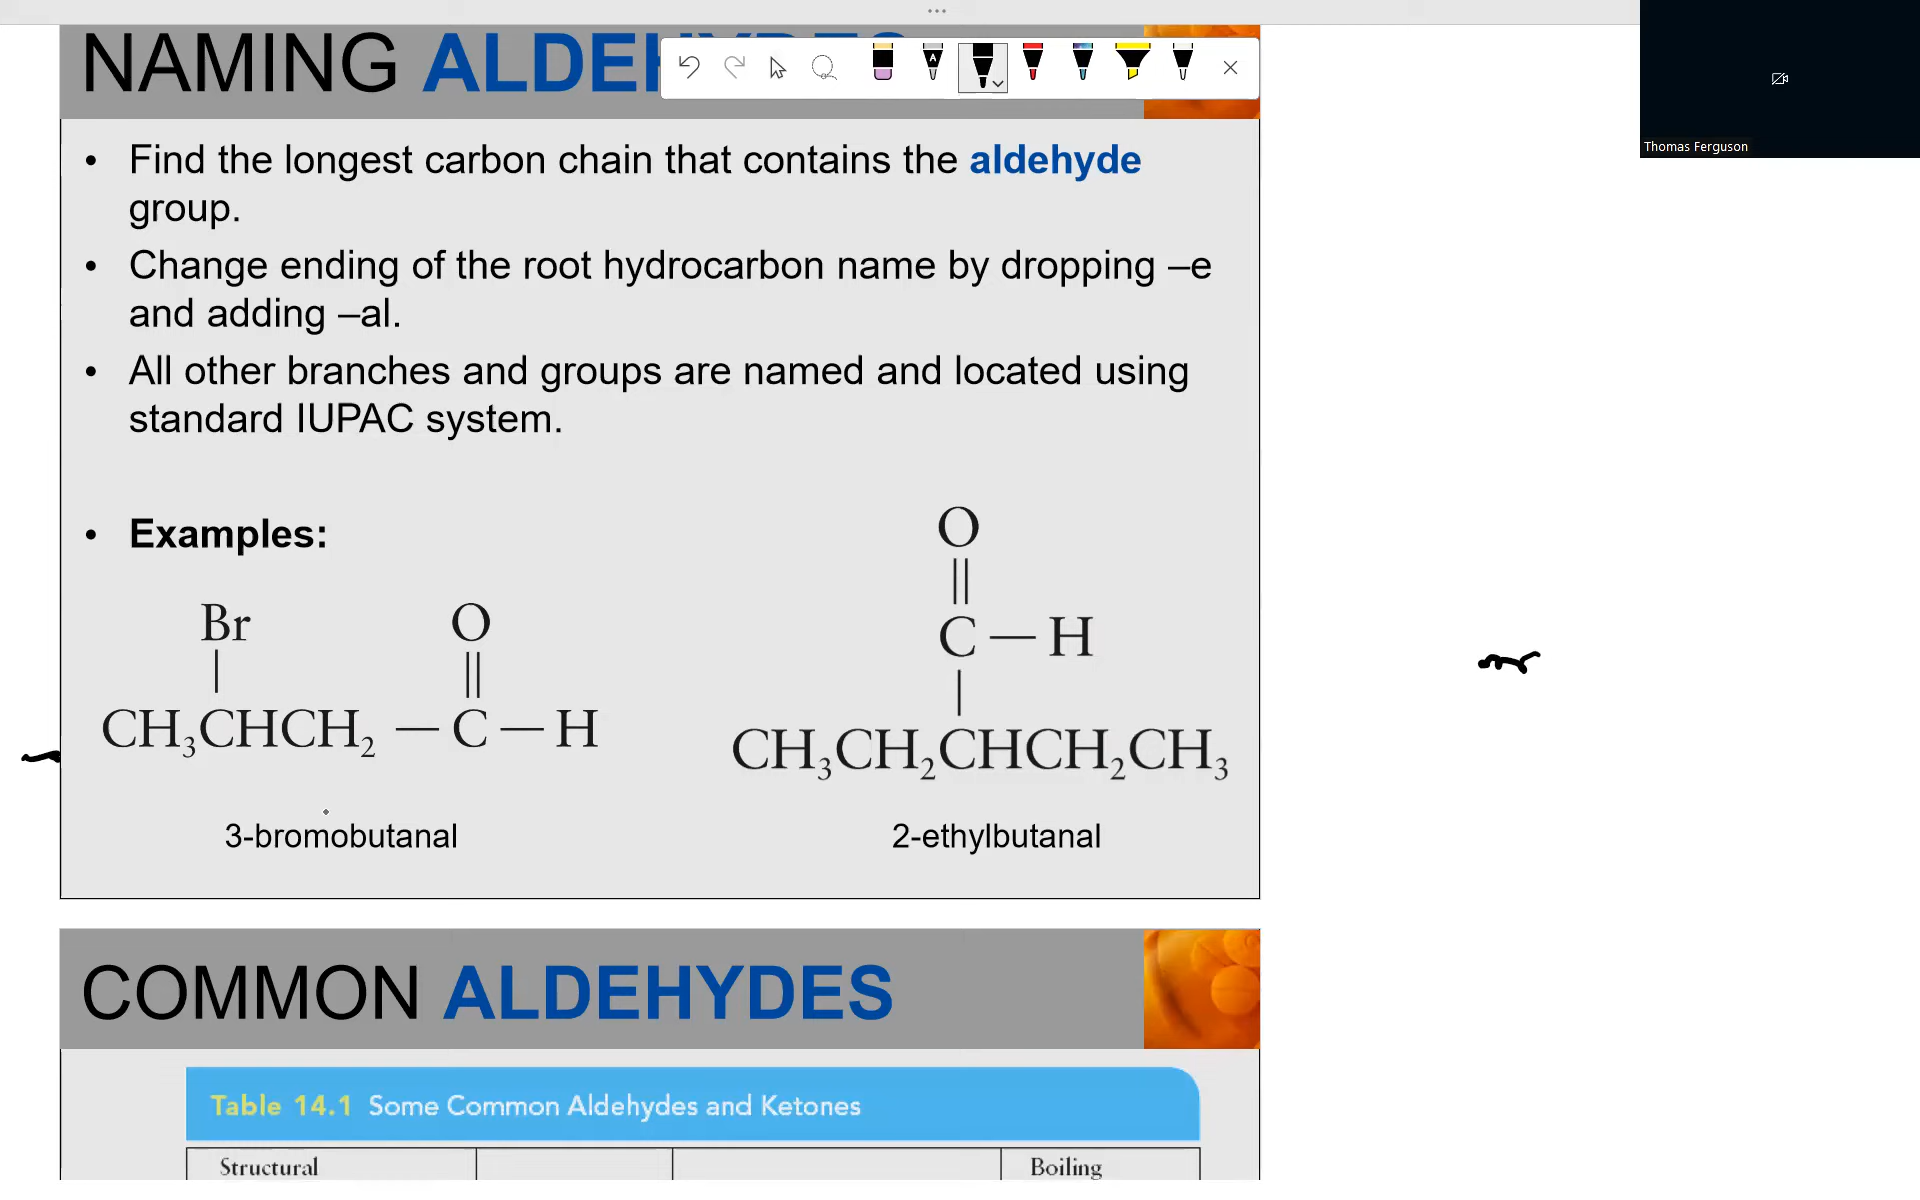 NAMING ALDEH
Thomas Ferguson
• Find the longest carbon chain that contains the aldehyde
group.
• Change ending of the root hydrocarbon name by dropping –e
and adding –al.
• All other branches and groups are named and located using
standard IUPAC system.
• Examples:
Br O
CH₃CHCH₂ — C — H
3-bromobutanal
O
C — H
CH₃CH₂CHCH₂CH₃
2-ethylbutanal
COMMON ALDEHYDES
Table 14.1 Some Common Aldehydes and Ketones
Structural Boiling